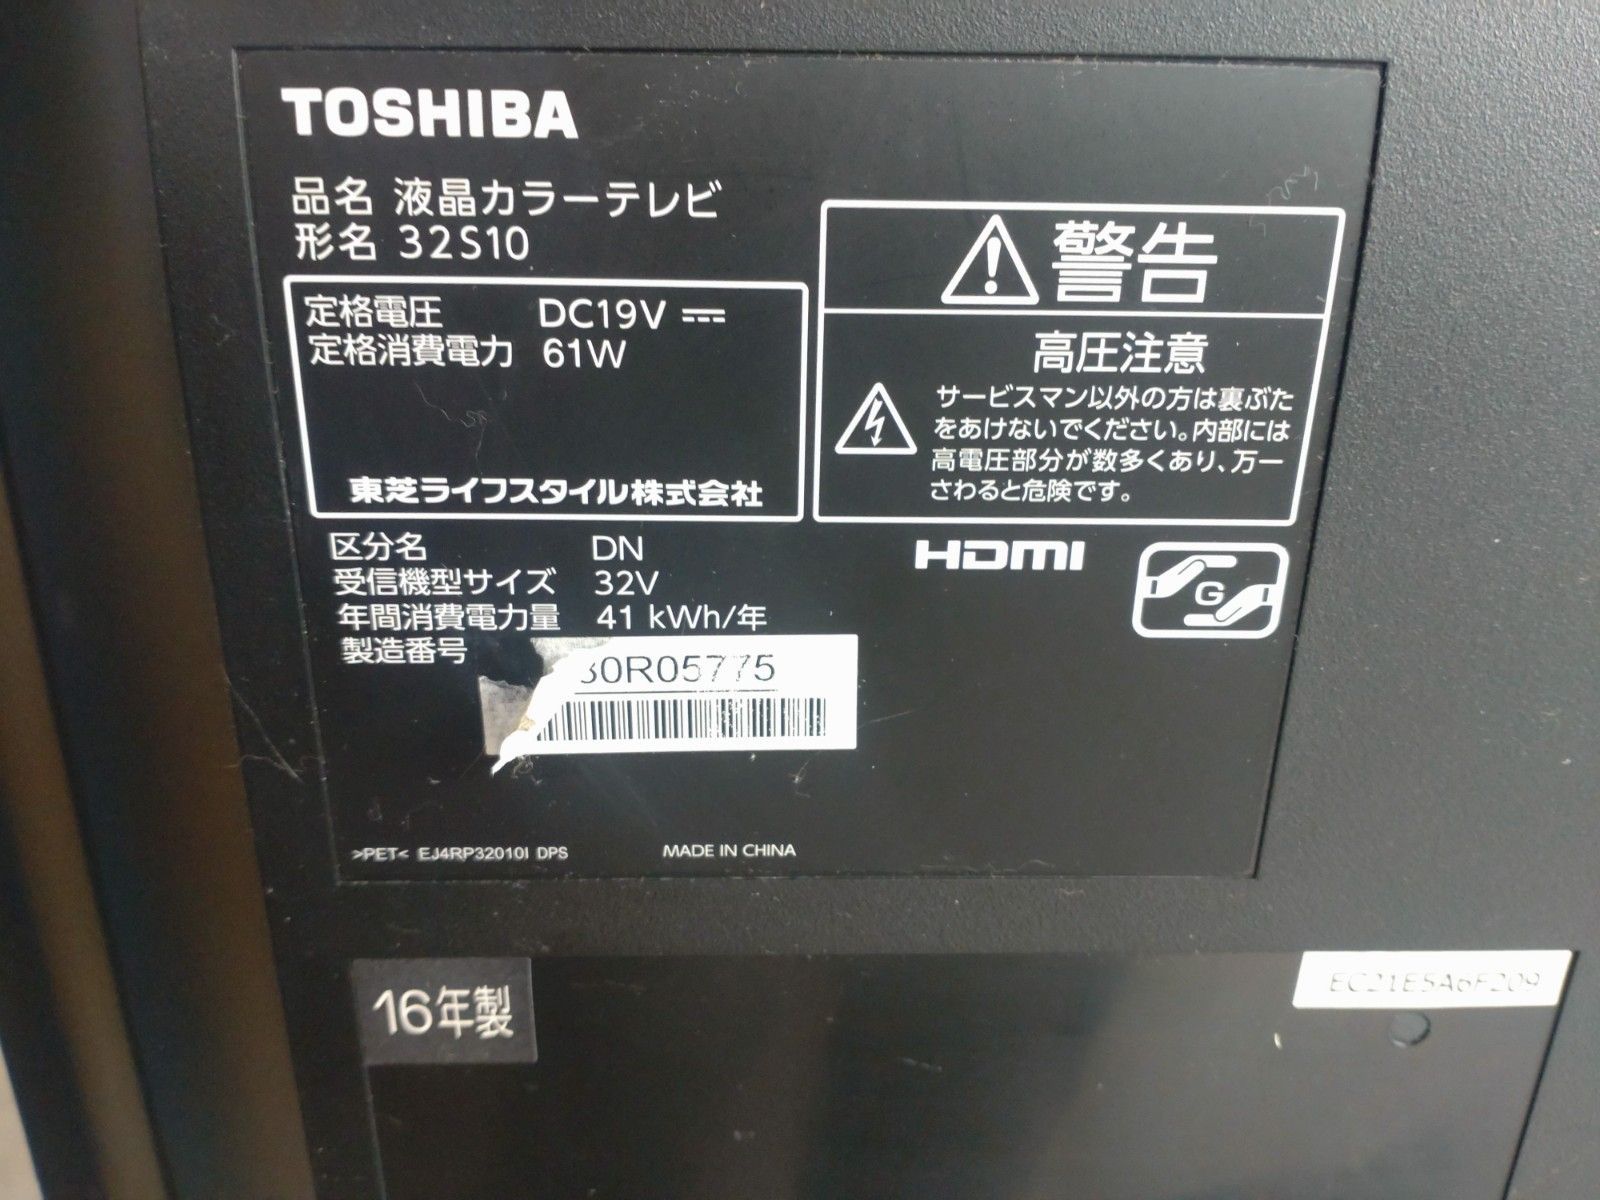 TOSHIBA
品名 液晶カラーテレビ
形名 32S10
定格電圧 DC19V
定格消費電力 61W
東芝ライフスタイル株式会社
警告
高圧注意
サービスマン以外の方は裏ぶた
をあけないでください。内部には
高電圧部分が数多くあり、万一
さわると危険です。
区分名 DN
受信機型サイズ 32V
年間消費電力量 41 kWh/年
製造番号
30R05775
HDMI
G
>PET< EJ4RP32010I DPS
MADE IN CHINA
16年製
EC21E5A6F209